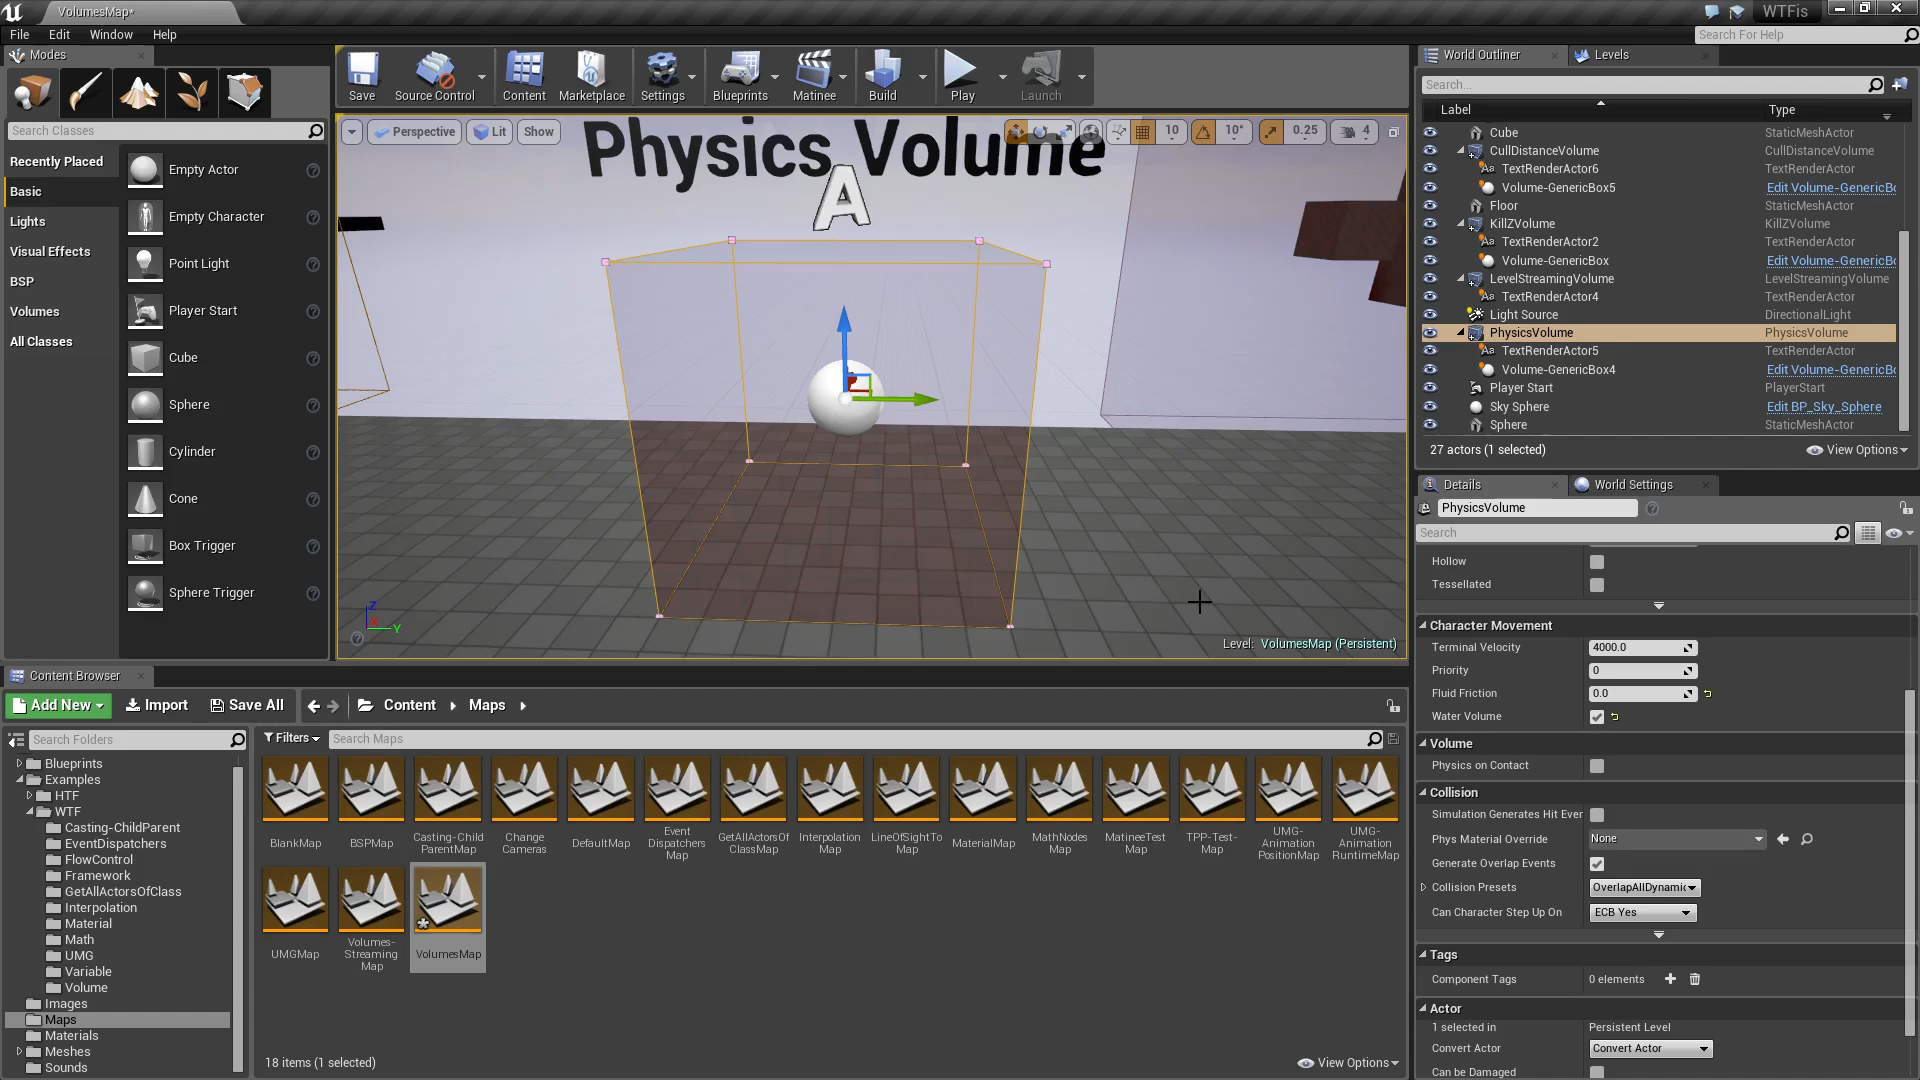 VolumesMap*
WTFis
File Edit Window Help
Search For Help
Modes
Search Classes
Recently Placed
Basic
Lights
Visual Effects
BSP
Volumes
All Classes
Empty Actor
Empty Character
Point Light
Player Start
Cube
Sphere
Cylinder
Cone
Box Trigger
Sphere Trigger
Save Source Control Content Marketplace Settings Blueprints Matinee Build Play Launch
Perspective Lit Show 10 10° 0.25 4
Physics Volume
A
Z
X
Y
Level: VolumesMap (Persistent)
World Outliner Levels
Search...
Label Type
Cube StaticMeshActor
CullDistanceVolume CullDistanceVolume
TextRenderActor6 TextRenderActor
Volume-GenericBox5 Edit Volume-GenericBo
Floor StaticMeshActor
KillZVolume KillZVolume
TextRenderActor2 TextRenderActor
Volume-GenericBox Edit Volume-GenericBo
LevelStreamingVolume LevelStreamingVolume
TextRenderActor4 TextRenderActor
Light Source DirectionalLight
PhysicsVolume PhysicsVolume
TextRenderActor5 TextRenderActor
Volume-GenericBox4 Edit Volume-GenericBo
Player Start PlayerStart
Sky Sphere Edit BP_Sky_Sphere
Sphere StaticMeshActor
27 actors (1 selected) View Options
Details World Settings
PhysicsVolume
Search
Hollow
Tessellated
Character Movement
Terminal Velocity 4000.0
Priority 0
Fluid Friction 0.0
Water Volume
Volume
Physics on Contact
Collision
Simulation Generates Hit Ever
Phys Material Override None
Generate Overlap Events
Collision Presets OverlapAllDynamic
Can Character Step Up On ECB Yes
Tags
Component Tags 0 elements
Actor
1 selected in Persistent Level
Convert Actor Convert Actor
Can be Damaged
Content Browser
Add New Import Save All Content Maps
Search Folders
Filters Search Maps
Blueprints
Examples
HTF
WTF
Casting-ChildParent
EventDispatchers
FlowControl
Framework
GetAllActorsOfClass
Interpolation
Material
Math
UMG
Variable
Volume
Images
Maps
Materials
Meshes
Sounds
BlankMap
BSPMap
Casting-Child
ParentMap
Change
Cameras
DefaultMap
Event
Dispatchers
Map
GetAllActorsOf
ClassMap
Interpolation
Map
LineOfSightTo
Map
MaterialMap
MathNodes
Map
MatineeTest
Map
TPP-Test-
Map
UMG-
Animation
PositionMap
UMG-
Animation
RuntimeMap
UMGMap
Volumes-
Streaming
Map
VolumesMap
18 items (1 selected) View Options